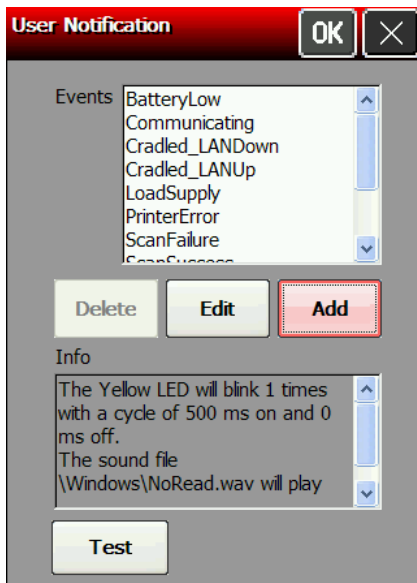 User Notification
OK
Events
BatteryLow
Communicating
Cradled_LANDown
Cradled_LANUp
LoadSupply
PrinterError
ScanFailure
ScanSuccess
Delete
Edit
Add
Info
The Yellow LED will blink 1 times
with a cycle of 500 ms on and 0
ms off.
The sound file
\Windows\NoRead.wav will play
Test